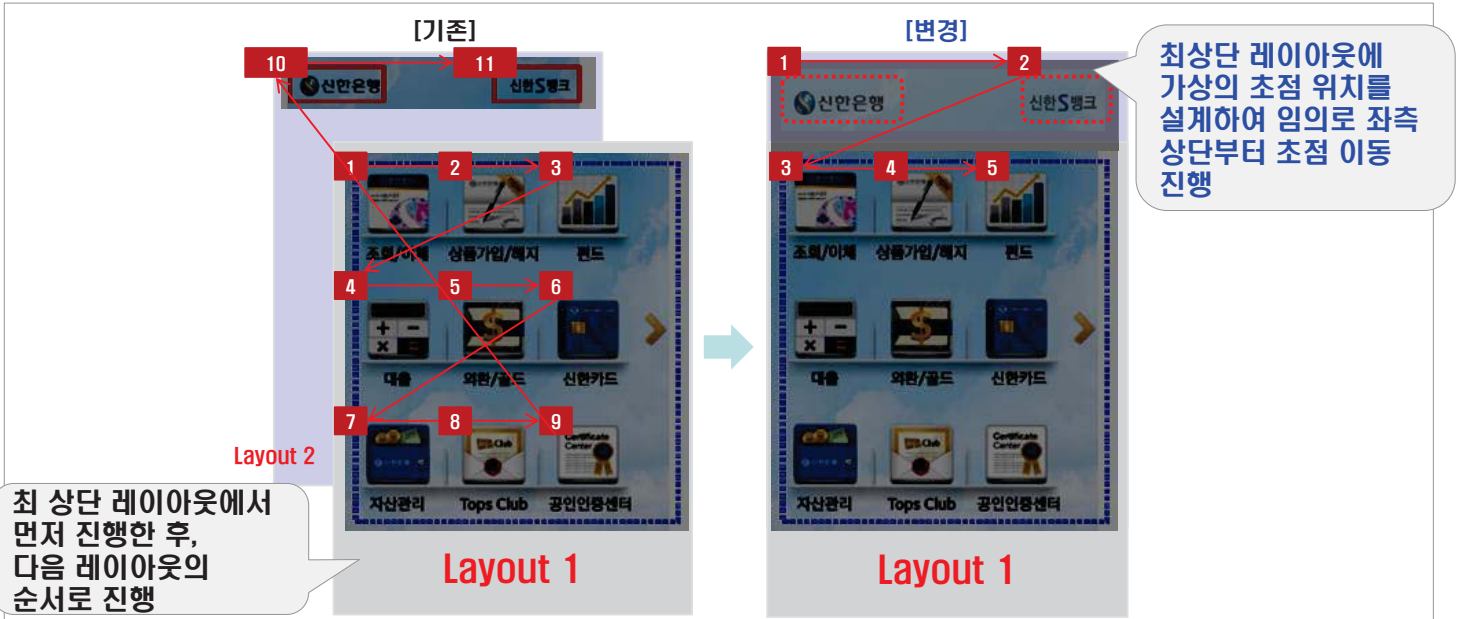 [기존]
10
11
신한은행
신한S뱅크
1
2
3
조회/이체
상품가입/해지
펀드
4
5
6
대출
외환/골드
신한카드
7
8
9
Certificate
Center
Club
자산관리
Tops Club
공인인증센터
Layout 2
Layout 1
최 상단 레이아웃에서
먼저 진행한 후,
다음 레이아웃의
순서로 진행
[변경]
1
2
신한은행
신한S뱅크
3
4
5
조회/이체
상품가입/해지
펀드
대출
외환/골드
신한카드
Certificate
Center
Club
자산관리
Tops Club
공인인증센터
Layout 1
최상단 레이아웃에
가상의 초점 위치를
설계하여 임의로 좌측
상단부터 초점 이동
진행